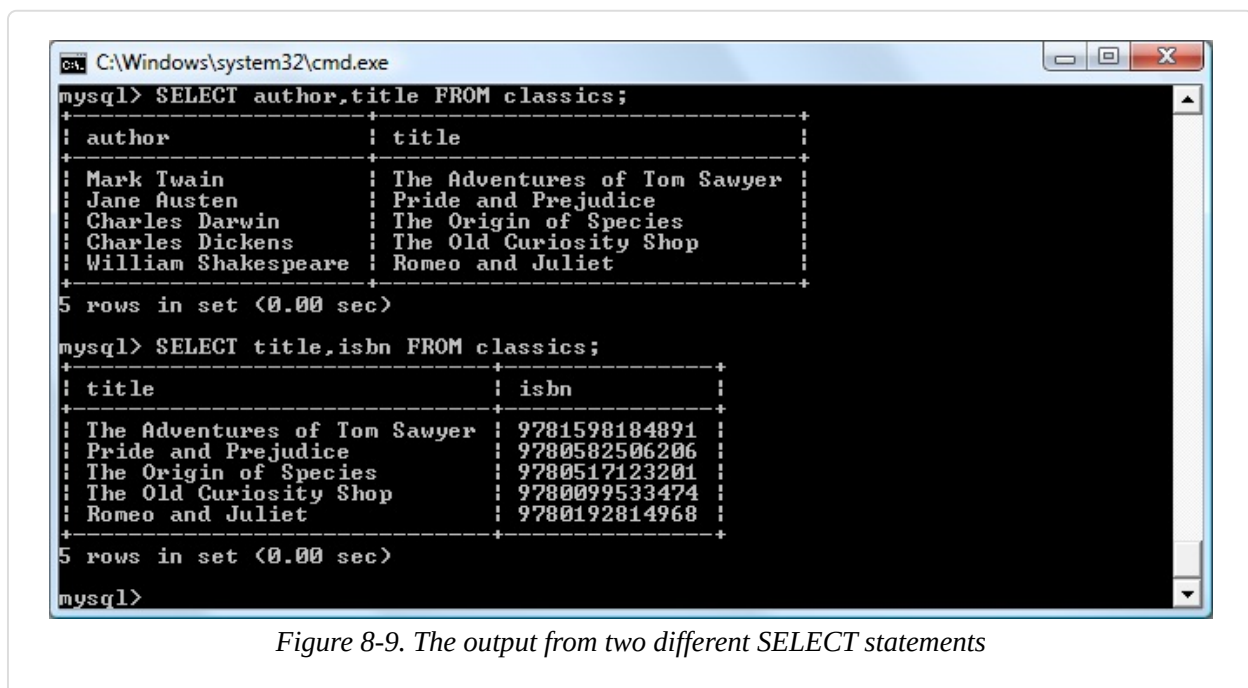 C:\Windows\system32\cmd.exe
mysql> SELECT author,title FROM classics;
+---------------------+------------------------------+
| author              | title                        |
+---------------------+------------------------------+
| Mark Twain          | The Adventures of Tom Sawyer |
| Jane Austen         | Pride and Prejudice          |
| Charles Darwin      | The Origin of Species        |
| Charles Dickens     | The Old Curiosity Shop       |
| William Shakespeare | Romeo and Juliet             |
+---------------------+------------------------------+
5 rows in set (0.00 sec)
mysql> SELECT title,isbn FROM classics;
+------------------------------+---------------+
| title                        | isbn          |
+------------------------------+---------------+
| The Adventures of Tom Sawyer | 9781598184891 |
| Pride and Prejudice          | 9780582506206 |
| The Origin of Species        | 9780517123201 |
| The Old Curiosity Shop       | 9780099533474 |
| Romeo and Juliet             | 9780192814968 |
+------------------------------+---------------+
5 rows in set (0.00 sec)
mysql>
Figure 8-9. The output from two different SELECT statements